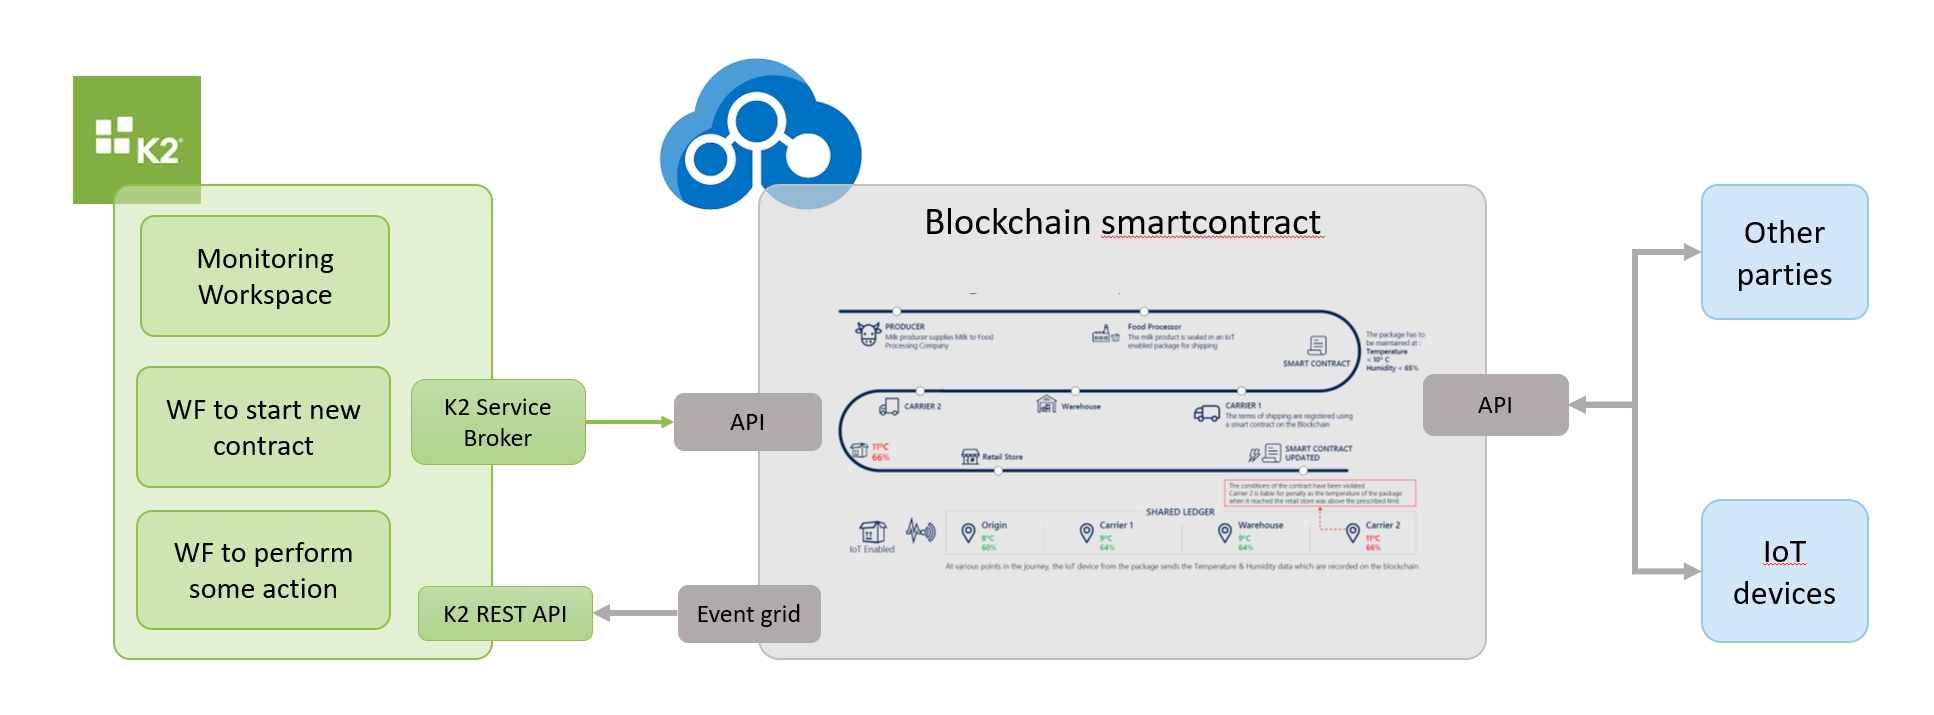 K2
Monitoring
Workspace
WF to start new
contract
WF to perform
some action
K2 Service
Broker
K2 REST API
API
Event grid
Blockchain smartcontract
PRODUCER
Milk producer supplies Milk to Food
Processing Company
Food Processor
The milk product is sealed in an IoT
enabled package for shipping
SMART CONTRACT
The package has to
be maintained at :
Temperature
< 10° C
Humidity < 65%
CARRIER 2
Warehouse
CARRIER 1
The terms of shipping are registered using
a smart contract on the Blockchain
11°C
66%
Retail Store
SMART CONTRACT
UPDATED
The conditions of the contract have been violated.
Carrier 2 is liable for penalty as the temperature of the package
when it reached the retail store was above the prescribed limit
SHARED LEDGER
IoT Enabled
Origin
8°C
60%
Carrier 1
9°C
64%
Warehouse
9°C
64%
Carrier 2
11°C
66%
At various points in the journey, the IoT device from the package sends the Temperature & Humidity data which are recorded on the blockchain
API
Other
parties
IoT
devices